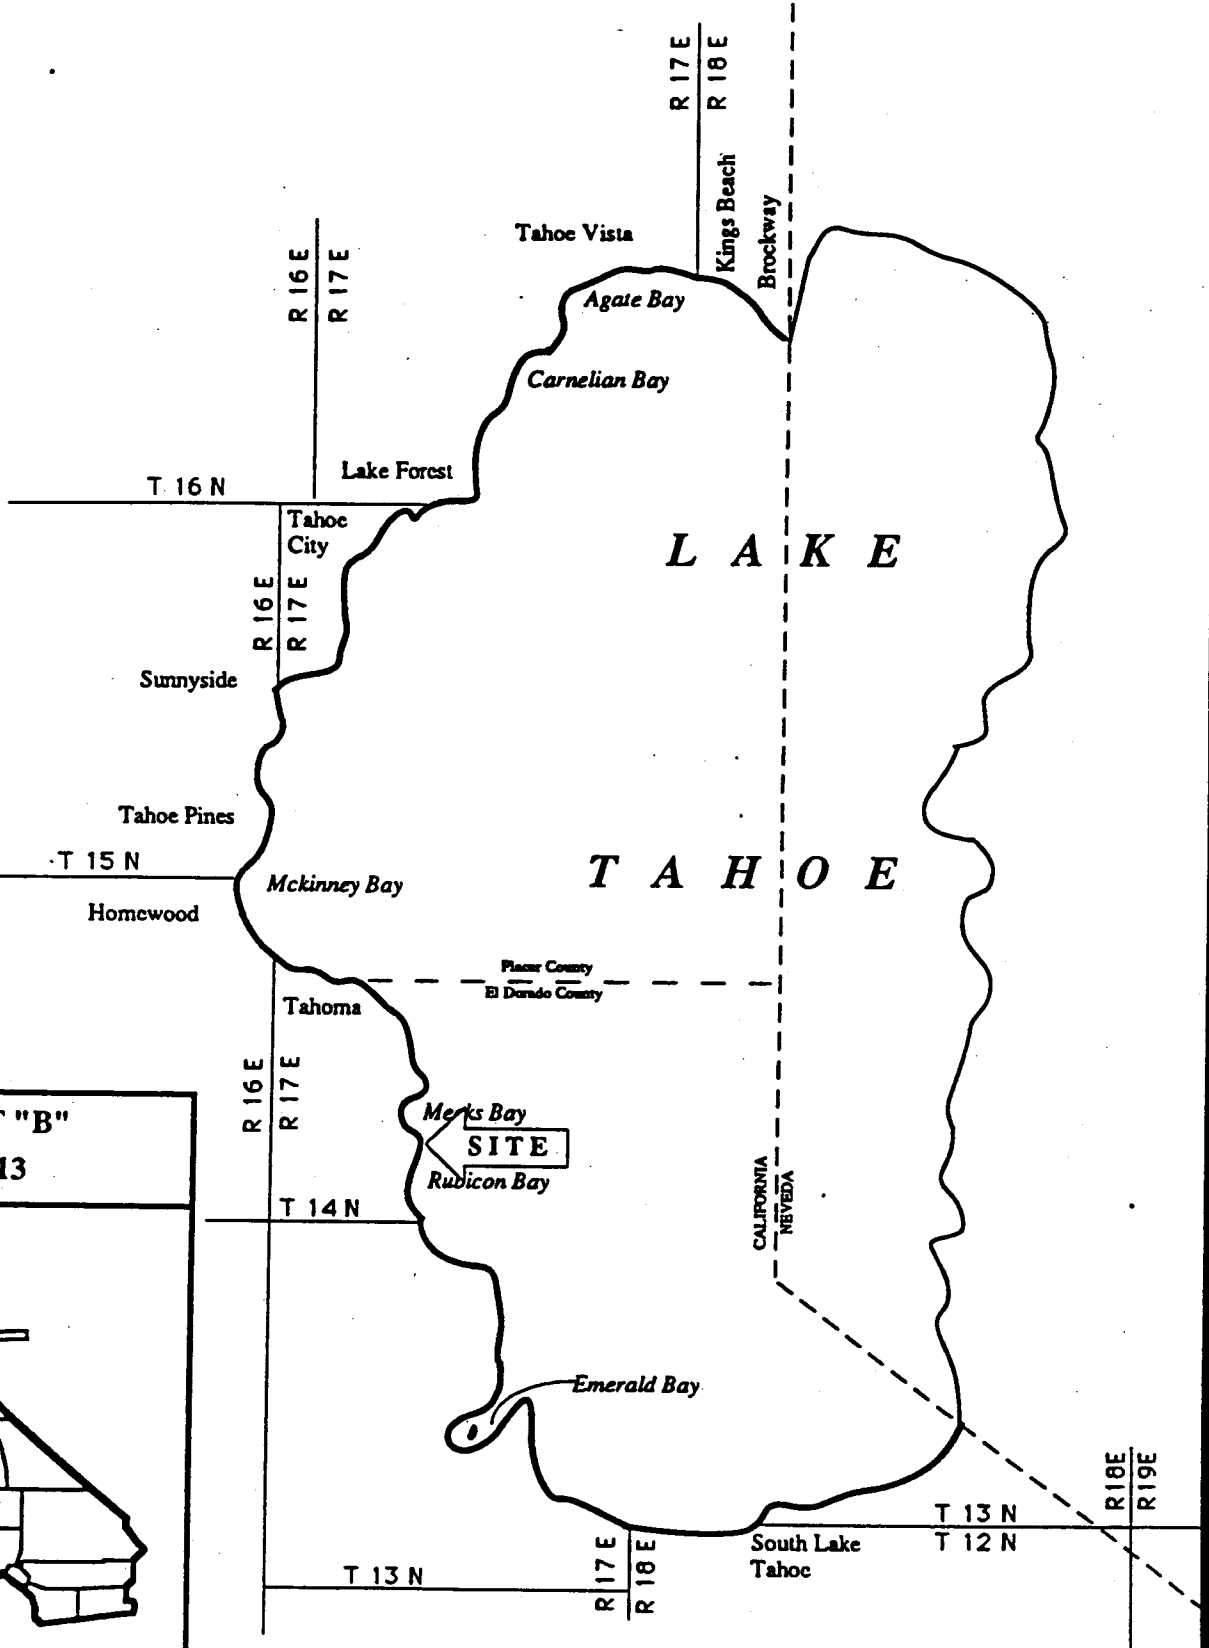 R 17 E
R 18 E
Kings Beach
Brockway
Tahoe Vista
R 16 E
R 17 E
Agate Bay
Carnelian Bay
Lake Forest
T 16 N
Tahoe
City
L A K E
R 16 E
R 17 E
Sunnyside
Tahoe Pines
T 15 N
Mckinney Bay
T A H O E
Homewood
Placer County
El Dorado County
Tahoma
R 16 E
R 17 E
"B"
13
Meeks Bay
SITE
Rubicon Bay
T 14 N
CALIFORNIA
NEVEDA
Emerald Bay
R18E
R19E
T 13 N
T 12 N
South Lake
Tahoe
R 17 E
R 18 E
T 13 N